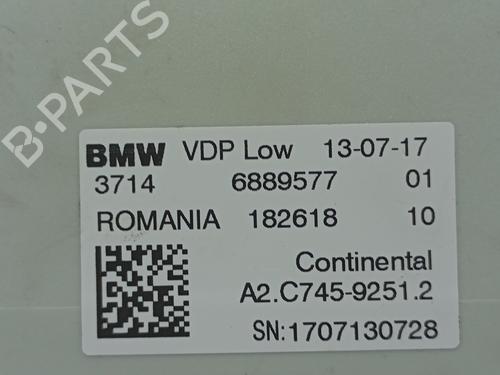 B-PARTS
BMW VDP Low 13-07-17
3714 6889577 01
ROMANIA 182618 10
Continental
A2.C745-9251.2
SN:1707130728